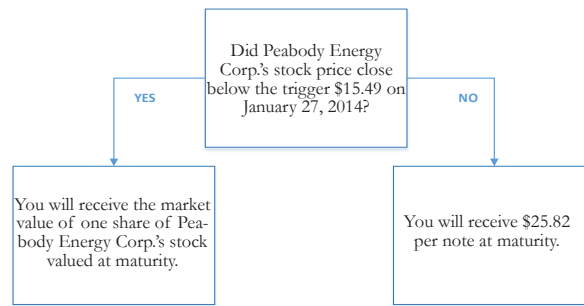 Did Peabody Energy
Corp.'s stock price close
below the trigger $15.49 on
January 27, 2014?
YES
NO
You will receive the market
value of one share of Pea-
body Energy Corp.'s stock
valued at maturity.
You will receive $25.82
per note at maturity.